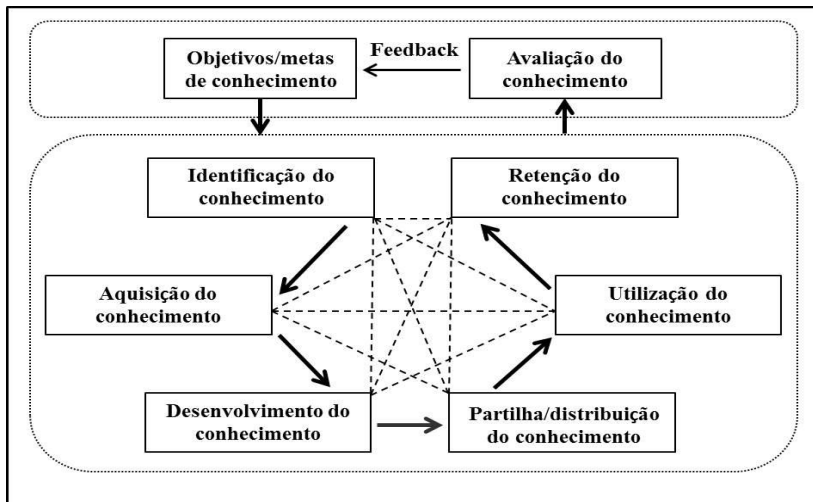 Objetivos/metas
de conhecimento
Feedback
Avaliação do
conhecimento
Identificação do
conhecimento
Retenção do
conhecimento
Aquisição do
conhecimento
Utilização do
conhecimento
Desenvolvimento do
conhecimento
Partilha/distribuição
do conhecimento